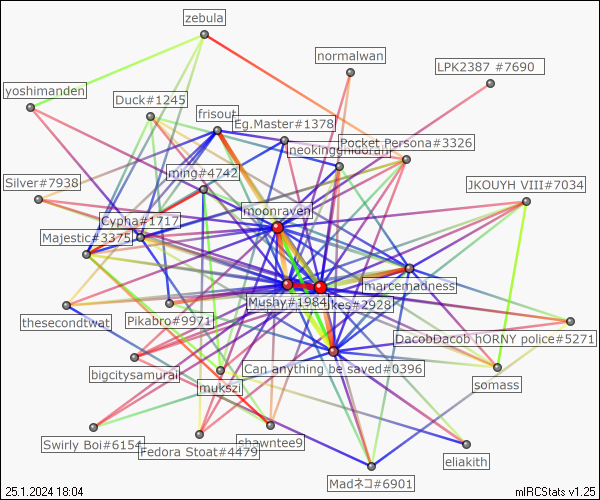 zebula
normalwan
LPK2387 #7690
yoshimanden
Duck#1245
frisout
Eg.Master#1378
Pocket Persona#3326
neokingghidorah
ming#4742
Silver#7938
JKOUYH VIII#7034
moonraven
Cypha#1717
Majestic#3375
marcemadness
Mushy#1984
ikes#2928
thesecondtwat
Pikabro#9971
DacobDacob hORNY police#5271
Can anything be saved#0396
bigcitysamurai
mukszi
somass
Swirly Boi#6154
Fedora Stoat#4479
shawntee9
eliakith
Madネコ#6901
25.1.2024 18:04
mIRCStats v1.25